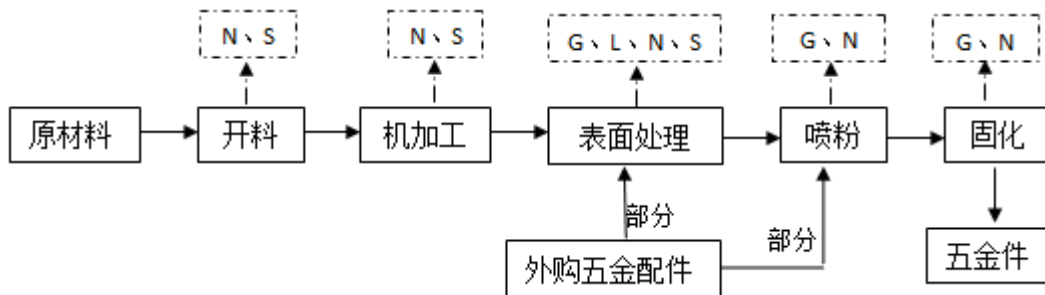 N、S
N、S
G、L、N、S
G、N
G、N
原材料
开料
机加工
表面处理
喷粉
固化
部分
部分
外购五金配件
五金件